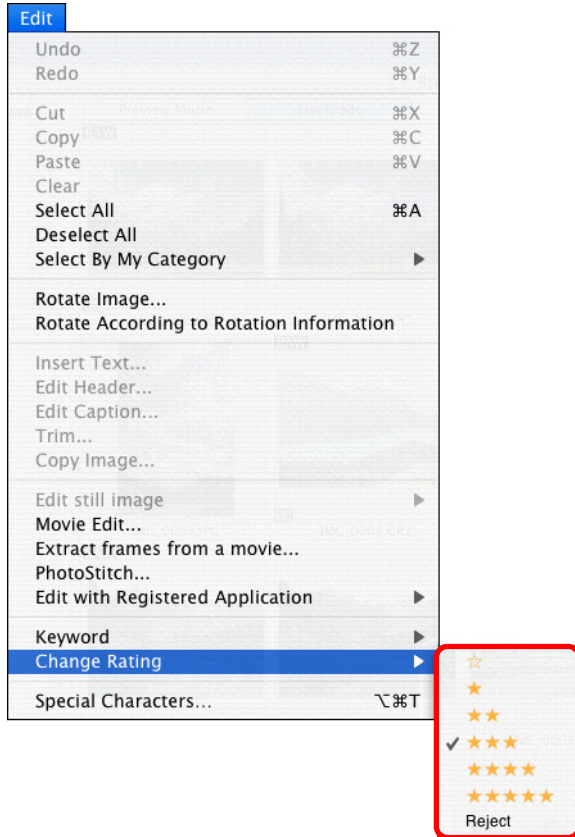 Edit
Undo ⌘Z
Redo ⌘Y
Cut ⌘X
Copy ⌘C
Paste ⌘V
Clear
Select All ⌘A
Deselect All
Select By My Category ▶
Rotate Image...
Rotate According to Rotation Information
Insert Text...
Edit Header...
Edit Caption...
Trim...
Copy Image...
Edit still image ▶
Movie Edit...
Extract frames from a movie...
PhotoStitch...
Edit with Registered Application ▶
Keyword ▶
Change Rating ▶
Special Characters... ⌥⌘T
☆
★
★★
✓ ★★★
★★★★
★★★★★
Reject